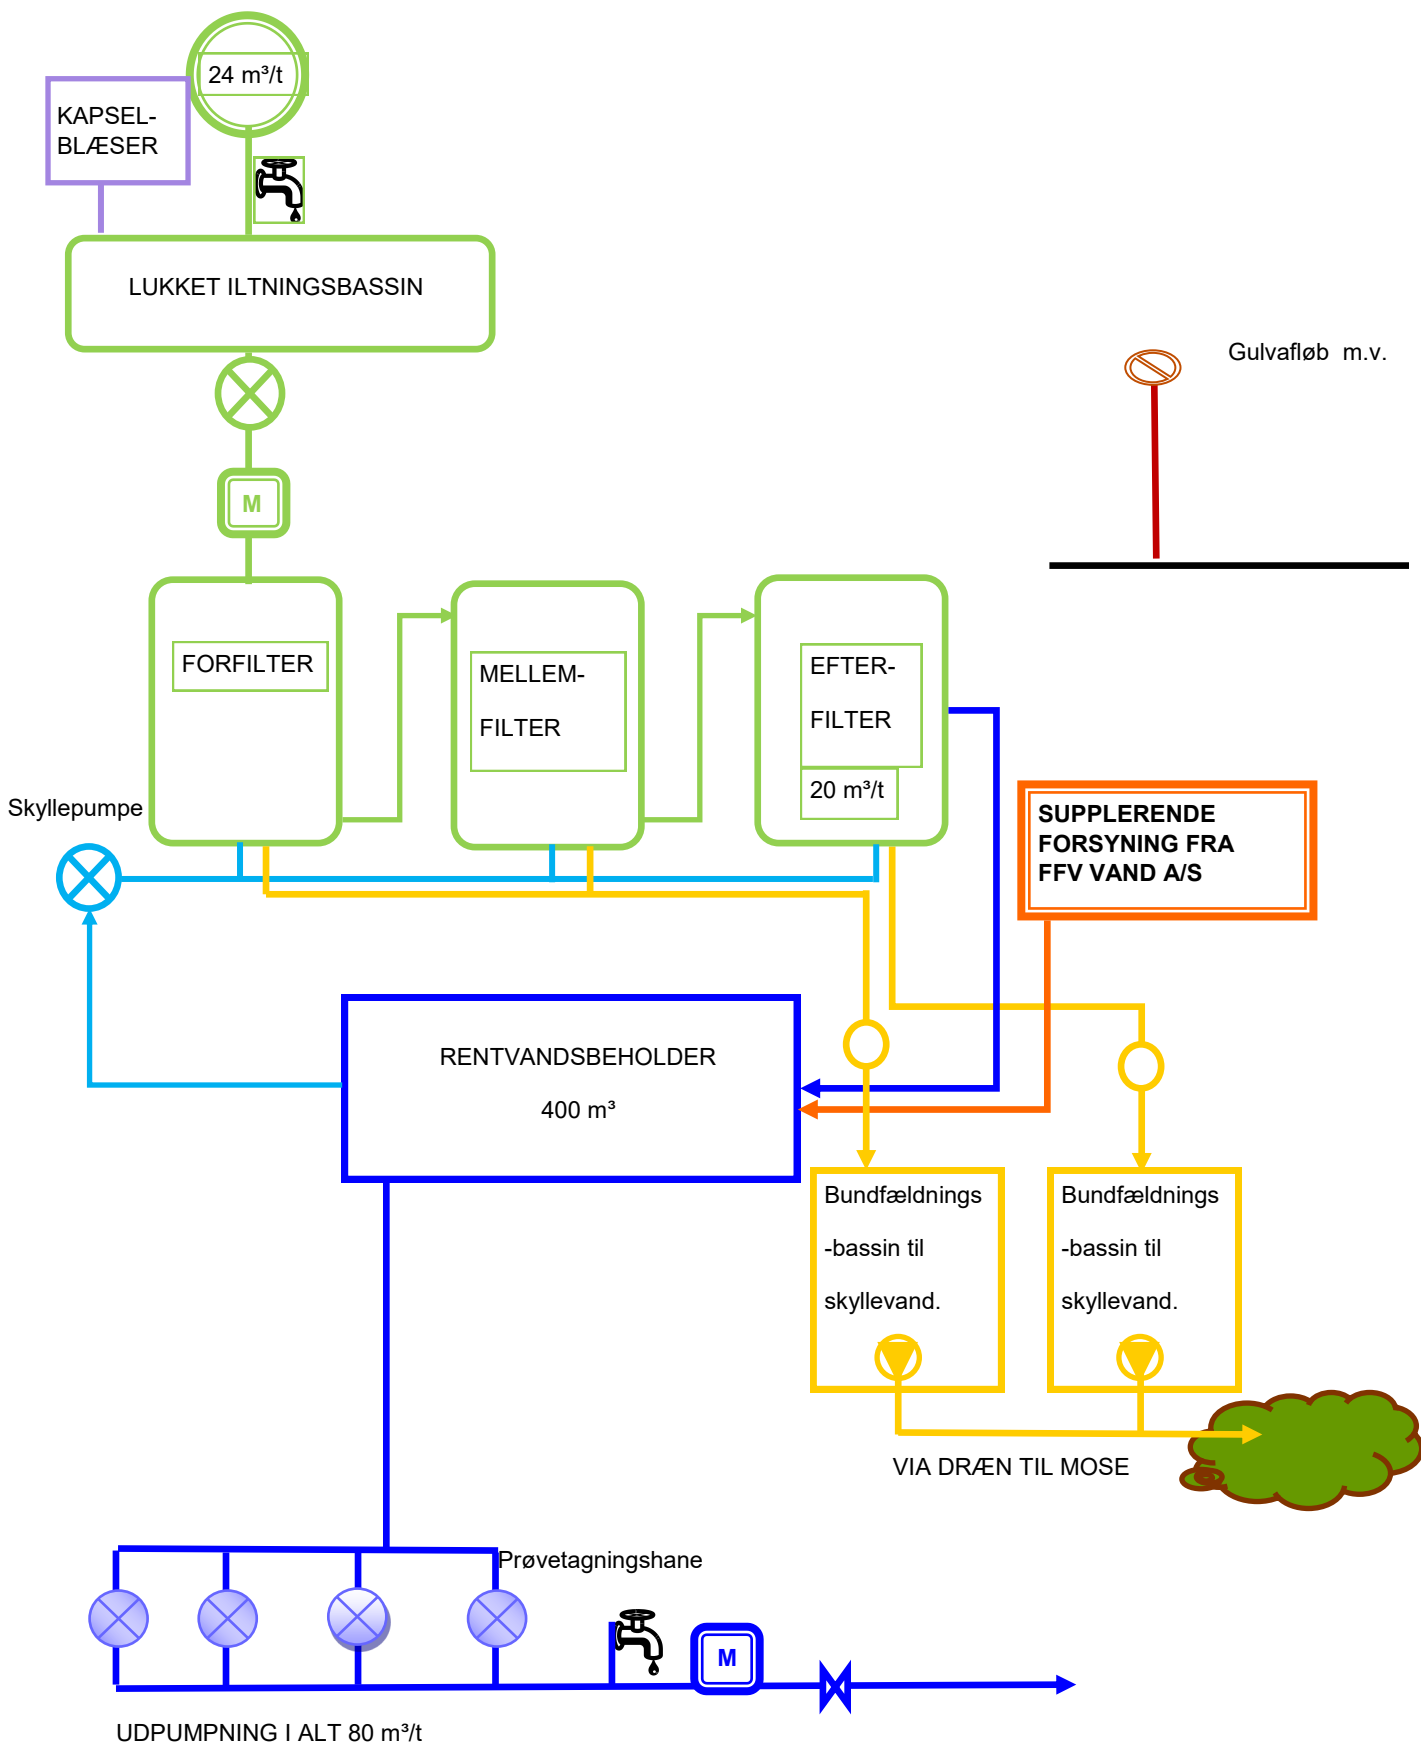 24 m³/t
KAPSEL-
BLÆSER
LUKKET ILTNINGSBASSIN
Gulvafløb m.v.
M
FORFILTER
MELLEM-
FILTER
EFTER-
FILTER
20 m³/t
Skyllepumpe
SUPPLERENDE
FORSYNING FRA
FFV VAND A/S
RENTVANDSBEHOLDER
400 m³
Bundfældnings
-bassin til
skyllevand.
Bundfældnings
-bassin til
skyllevand.
VIA DRÆN TIL MOSE
Prøvetagningshane
M
UDPUMPNING I ALT 80 m³/t